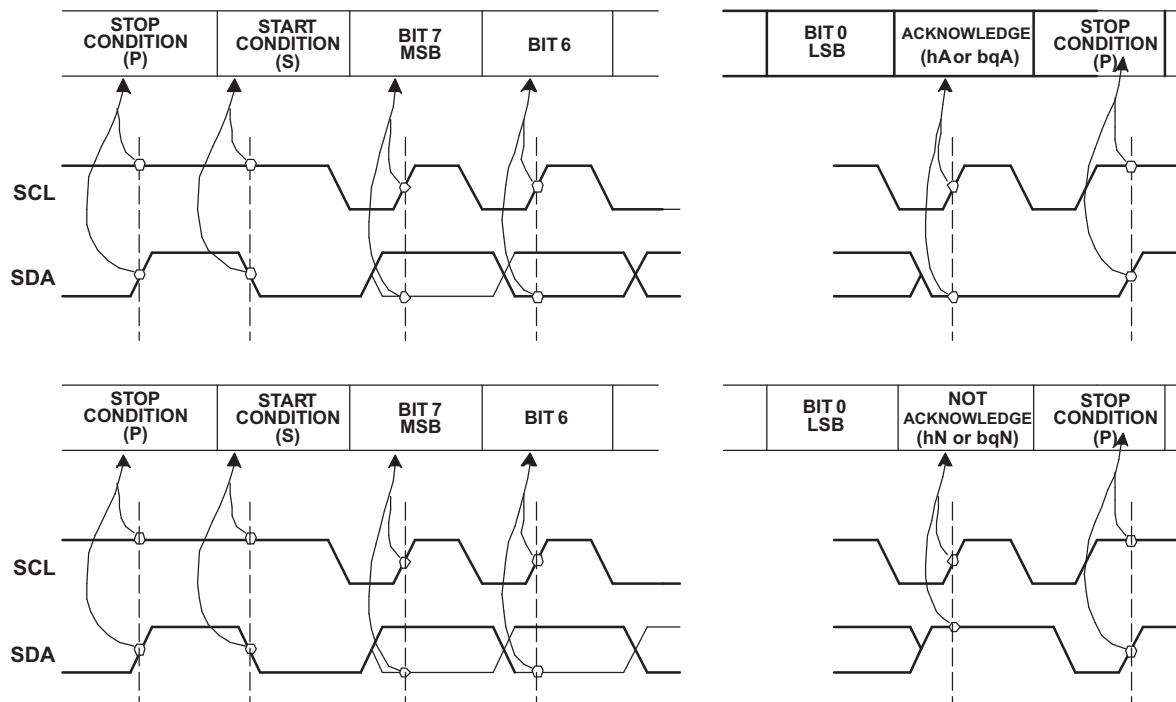 STOP
CONDITION
(P)
START
CONDITION
(S)
BIT 7
MSB
BIT 6
BIT 0
LSB
ACKNOWLEDGE
(hA or bqA)
STOP
CONDITION
(P)
SCL
SDA
STOP
CONDITION
(P)
START
CONDITION
(S)
BIT 7
MSB
BIT 6
BIT 0
LSB
NOT
ACKNOWLEDGE
(hN or bqN)
STOP
CONDITION
(P)
SCL
SDA